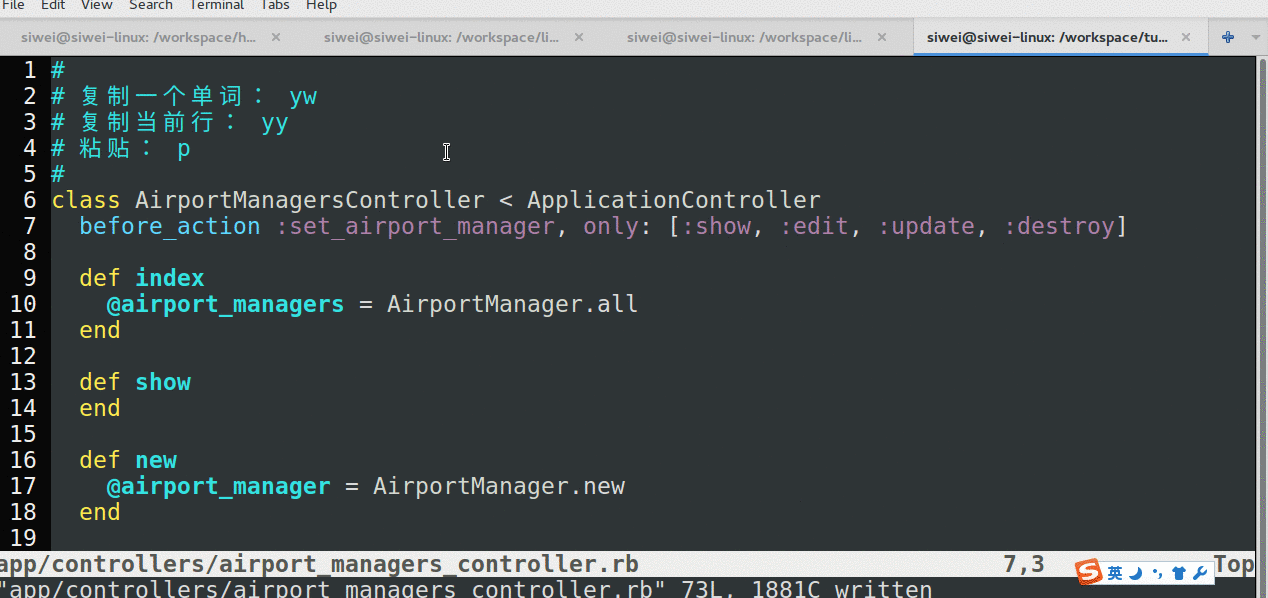 File Edit View Search Terminal Tabs Help
siwei@siwei-linux: /workspace/h... × siwei@siwei-linux: /workspace/li... × siwei@siwei-linux: /workspace/li... × siwei@siwei-linux: /workspace/tu... ×
1 #
2 # 复制一个单词： yw
3 # 复制当前行： yy
4 # 粘贴： p
5 #
6 class AirportManagersController < ApplicationController
7   before_action :set_airport_manager, only: [:show, :edit, :update, :destroy]
8
9   def index
10     @airport_managers = AirportManager.all
11   end
12
13   def show
14   end
15
16   def new
17     @airport_manager = AirportManager.new
18   end
19
app/controllers/airport_managers_controller.rb 7,3 Top
"app/controllers/airport_managers_controller.rb" 73L, 1881C written
S 英